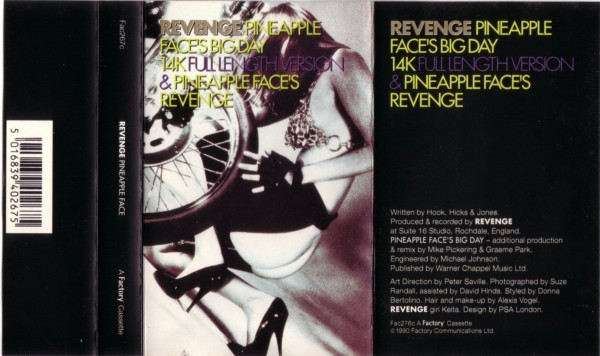 Fac267c
5 016839 402675
REVENGE PINEAPPLE FACE
A Factory Cassette
REVENGE PINEAPPLE
FACE'S BIG DAY
14K FULL LENGTH VERSION
& PINEAPPLE FACE'S
REVENGE
REVENGE PINEAPPLE
FACE'S BIG DAY
14K FULL LENGTH VERSION
& PINEAPPLE FACE'S
REVENGE
Written by Hook, Hicks & Jones.
Produced & recorded by REVENGE
at Suite 16 Studio, Rochdale, England.
PINEAPPLE FACE'S BIG DAY – additional production
& remix by Mike Pickering & Graeme Park.
Engineered by Michael Johnson.
Published by Warner Chappel Music Ltd.
Art Direction by Peter Saville. Photographed by Suze
Randall, assisted by David Hinds. Styled by Donna
Bertolino. Hair and make-up by Alexis Vogel.
REVENGE girl Keita. Design by PSA London.
Fac276c A Factory Cassette
©1990 Factory Communications Ltd.